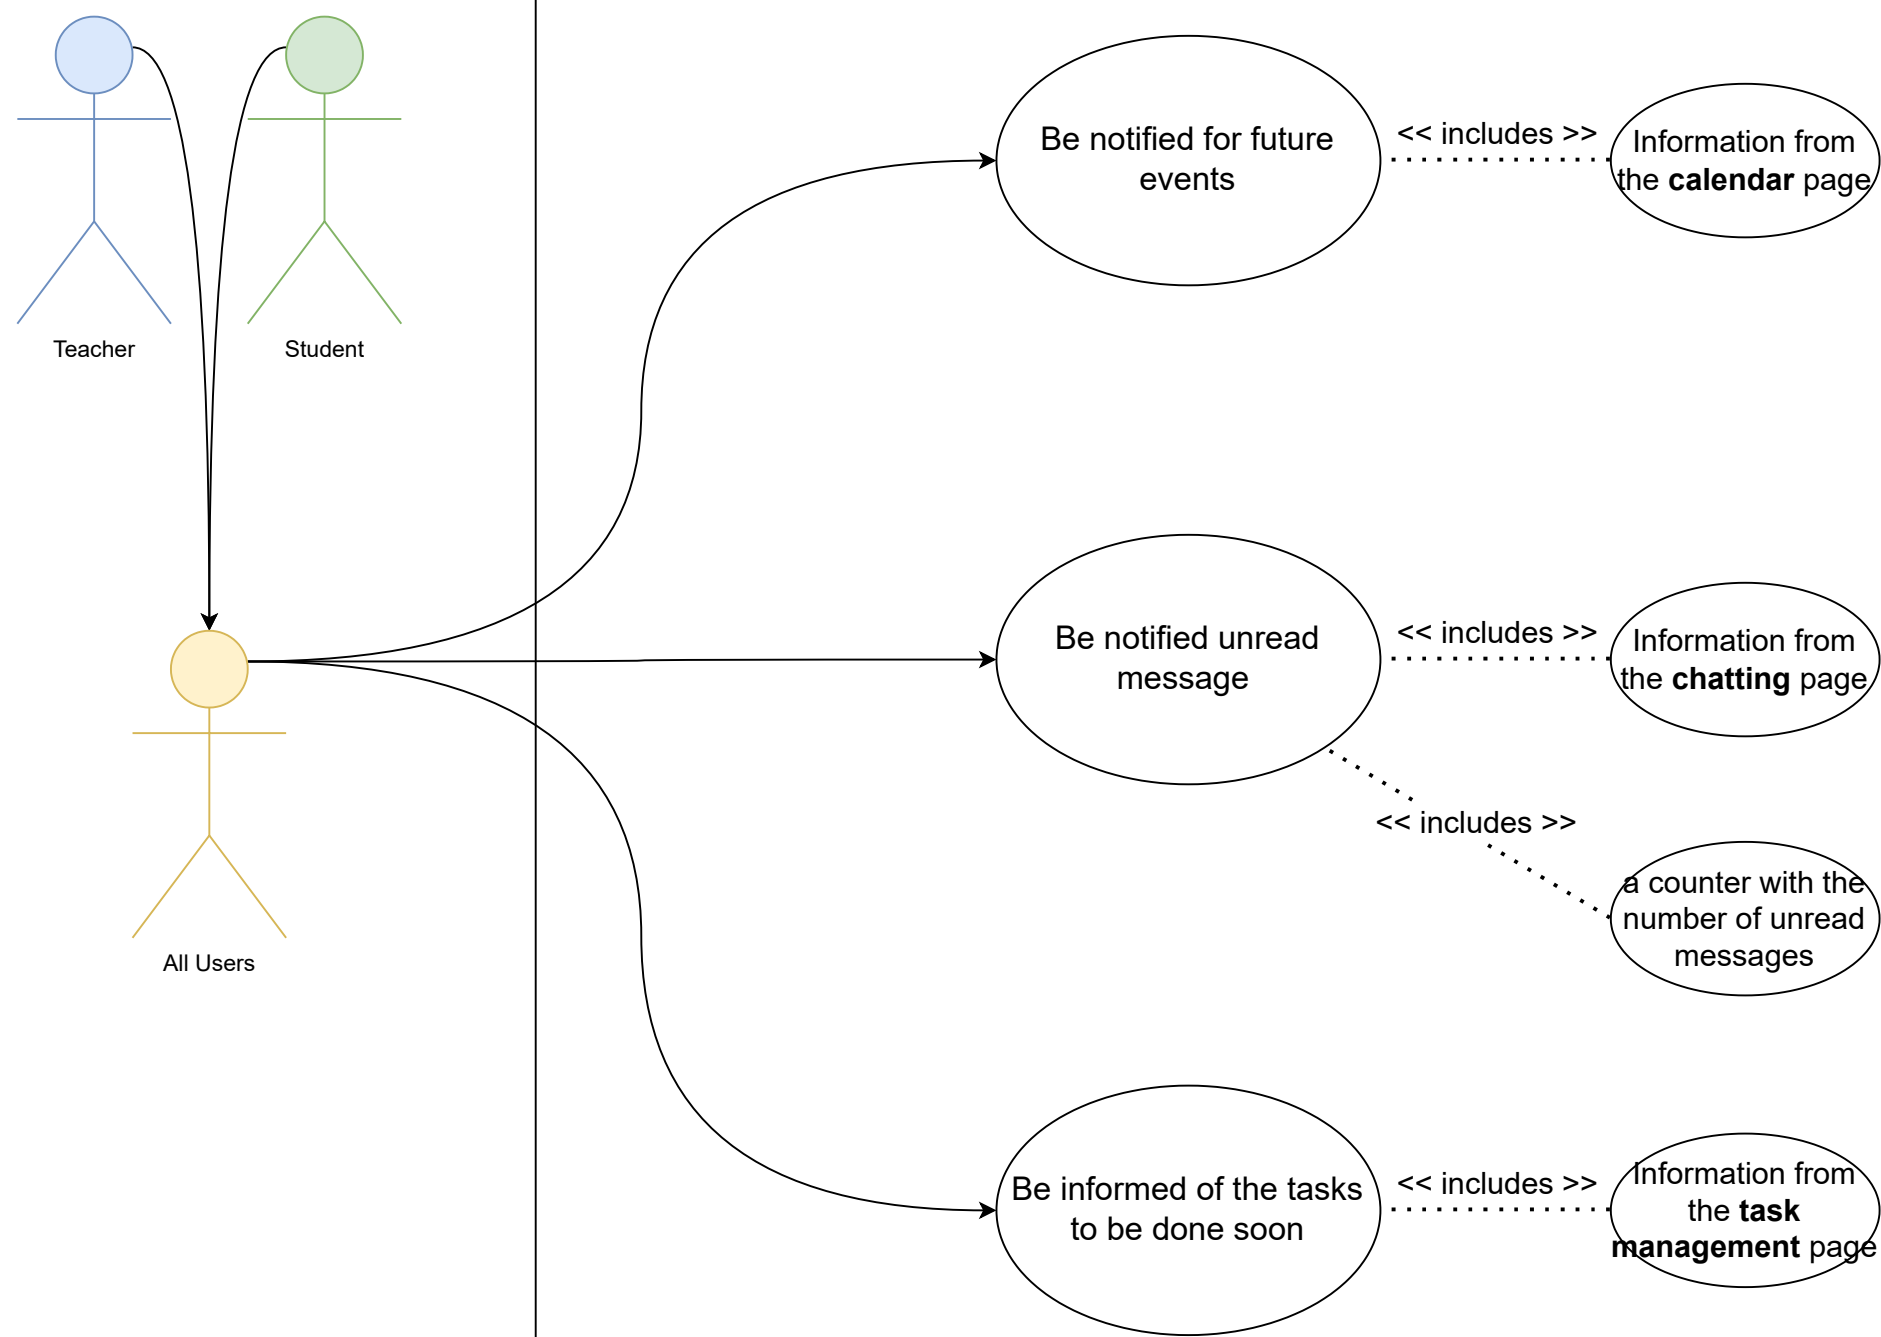 Teacher
Student
All Users
Be notified for future
events
<< includes >>
Information from
the calendar page
Be notified unread
message
<< includes >>
Information from
the chatting page
<< includes >>
a counter with the
number of unread
messages
Be informed of the tasks
to be done soon
<< includes >>
Information from
the task
management page